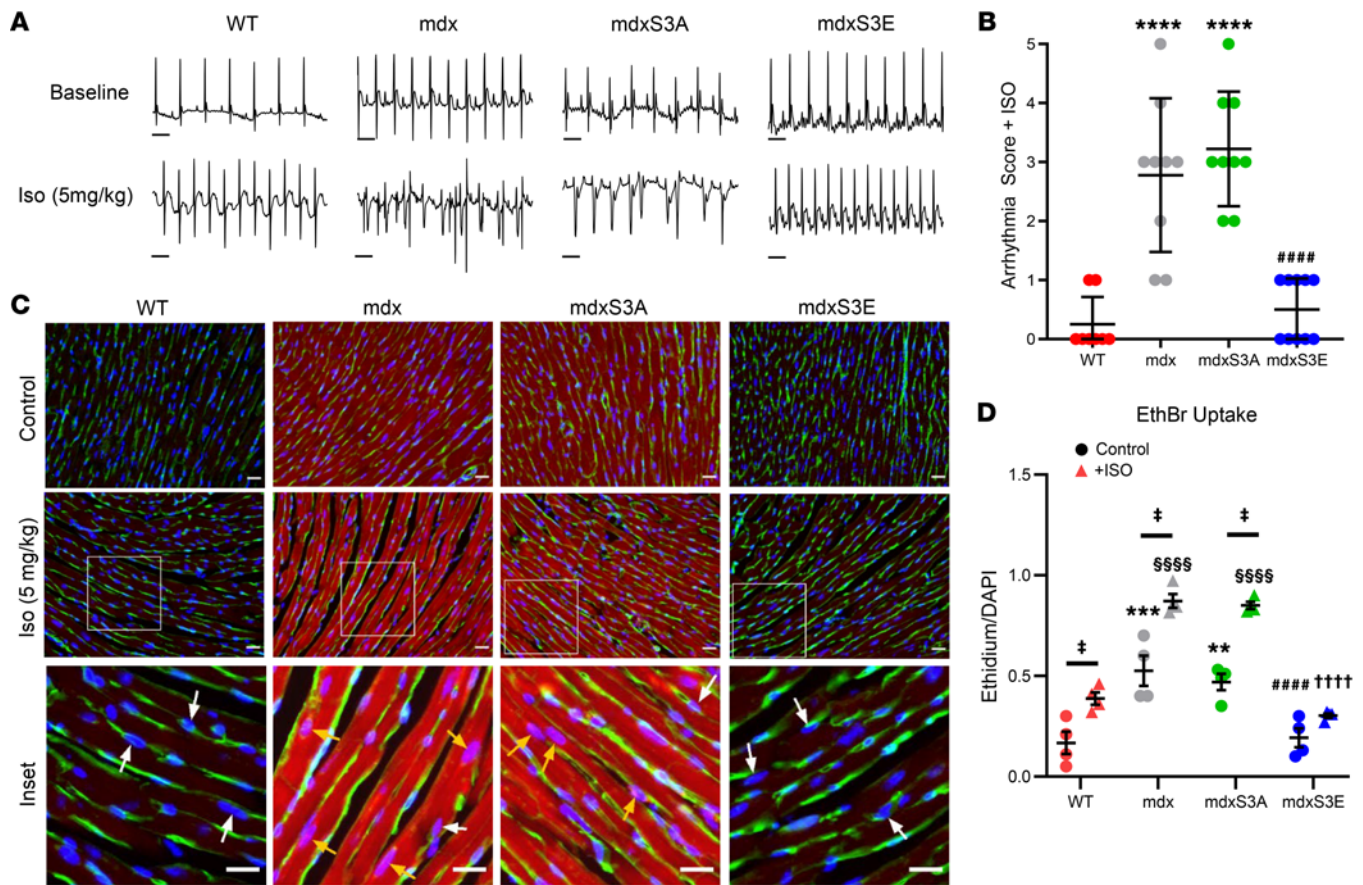 A
WT
mdx
mdxS3A
mdxS3E
Baseline
Iso (5mg/kg)
B
**** ****
5
4
3
2
1
0
Arrhythmia Score + ISO
####
WT
mdx
mdxS3A
mdxS3E
C
WT
mdx
mdxS3A
mdxS3E
Control
Iso (5 mg/kg)
Inset
D
EthBr Uptake
Control
+ISO
1.5
1.0
0.5
0.0
Ethidium/DAPI
‡ ‡
§§§§ §§§§
***
**
‡
#### ††††
WT
mdx
mdxS3A
mdxS3E